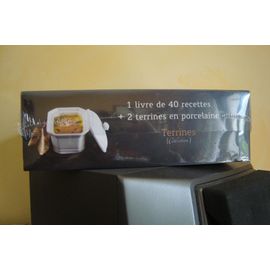 1 livre de 40 recettes
+ 2 terrines en porcelaine
Terrines